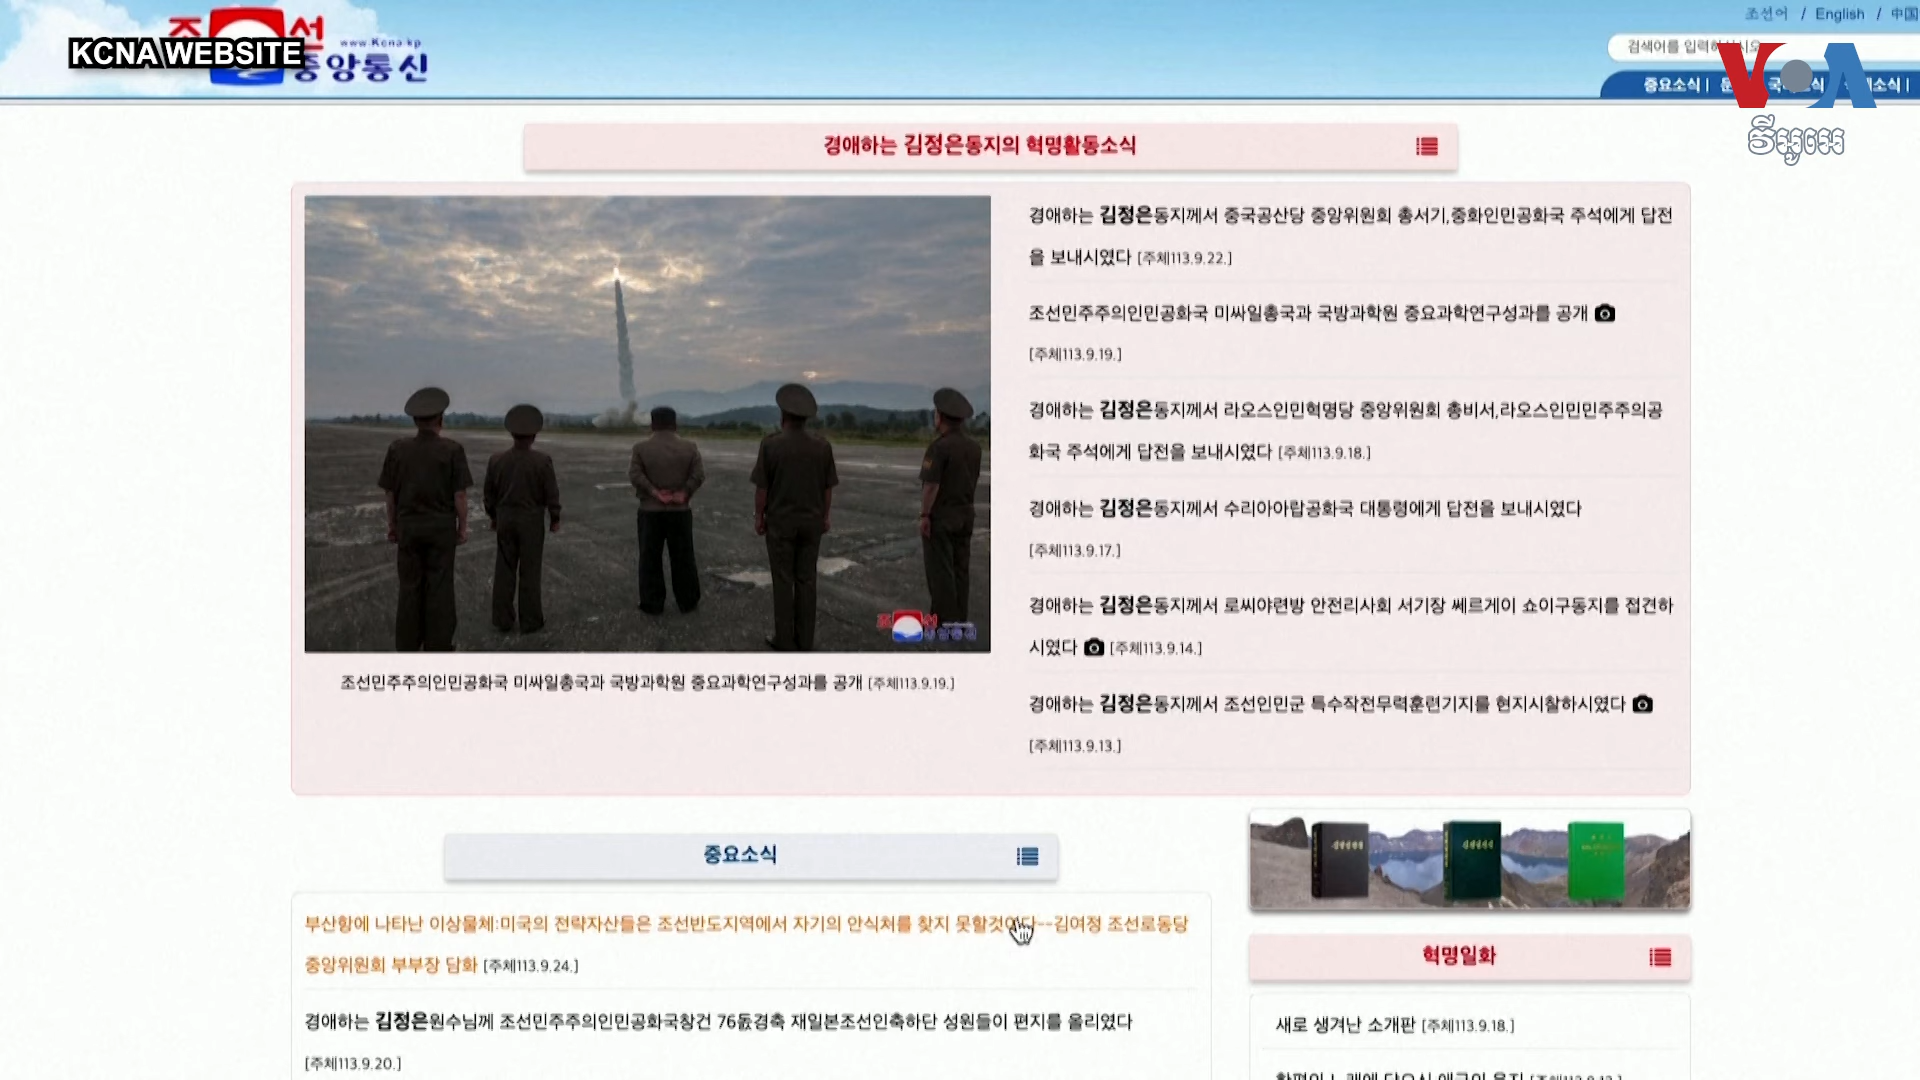 조선어 / English / 中国
조선
www.kcna.kp
중앙통신
KCNA WEBSITE
검색어를 입력하십시오
중요소식 |
VOA
វីអូអេ
경애하는 김정은동지의 혁명활동소식
경애하는 김정은동지께서 중국공산당 중앙위원회 총서기,중화인민공화국 주석에게 답전
을 보내시였다 [주체113.9.22.]
조선민주주의인민공화국 미싸일총국과 국방과학원 중요과학연구성과를 공개
[주체113.9.19.]
경애하는 김정은동지께서 라오스인민혁명당 중앙위원회 총비서,라오스인민민주주의공
화국 주석에게 답전을 보내시였다 [주체113.9.18.]
경애하는 김정은동지께서 수리아아랍공화국 대통령에게 답전을 보내시였다
[주체113.9.17.]
경애하는 김정은동지께서 로씨야련방 안전리사회 서기장 쎄르게이 쇼이구동지를 접견하
시였다 [주체113.9.14.]
경애하는 김정은동지께서 조선인민군 특수작전무력훈련기지를 현지시찰하시였다
[주체113.9.13.]
조선
중앙통신
조선민주주의인민공화국 미싸일총국과 국방과학원 중요과학연구성과를 공개 [주체113.9.19.]
중요소식
부산항에 나타난 이상물체:미국의 전략자산들은 조선반도지역에서 자기의 안식처를 찾지 못할것이다--김여정 조선로동당
중앙위원회 부부장 담화 [주체113.9.24.]
경애하는 김정은원수님께 조선민주주의인민공화국창건 76돐경축 재일본조선인축하단 성원들이 편지를 올리였다
[주체113.9.20.]
혁명일화
새로 생겨난 소개판 [주체113.9.18.]